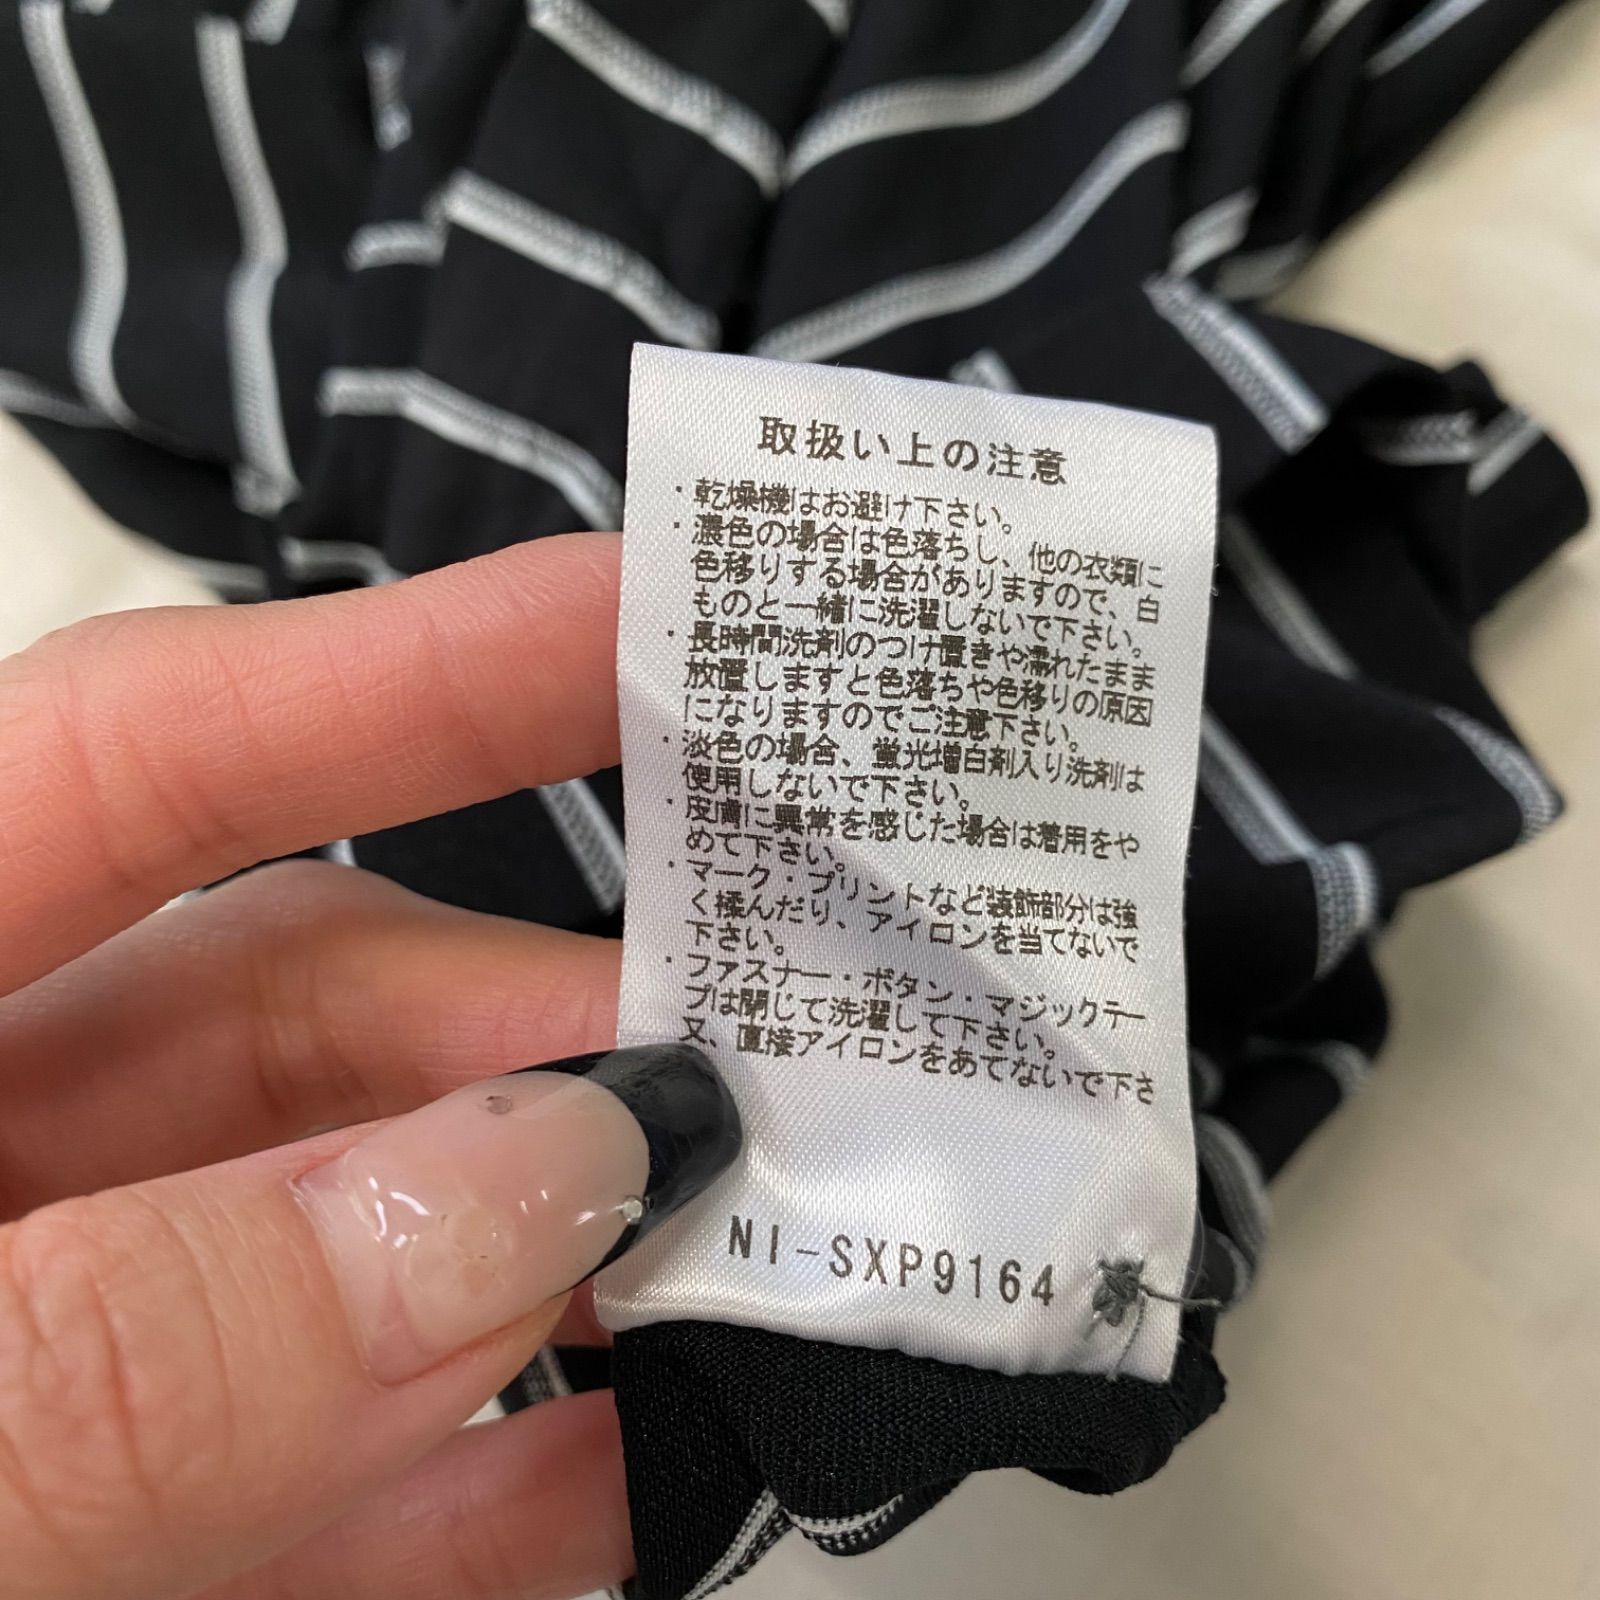 取扱い上の注意
・乾燥機はお避け下さい。
・濃色の場合は色落ちし、他の衣類に
色移りする場合がありますので、白
ものと一緒に洗濯しないで下さい。
・長時間洗剤のつけ置きや濡れたまま
放置しますと色落ちや色移りの原因
になりますのでご注意下さい。
・淡色の場合、蛍光増白剤入り洗剤は
使用しないで下さい。
・皮膚に異常を感じた場合は着用をや
めて下さい。
・マーク・プリントなど装飾部分は強
く揉んだり、アイロンを当てないで
下さい。
・ファスナー・ボタン・マジックテー
プは閉じて洗濯して下さい。
又、直接アイロンをあてないで下さ
NI-SXP9164